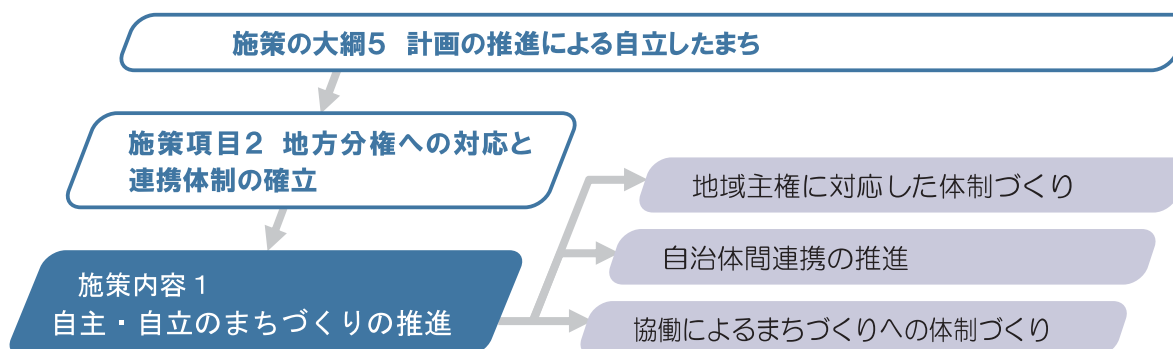 施策の大綱5 計画の推進による自立したまち
施策項目2 地方分権への対応と
連携体制の確立
施策内容1
自主・自立のまちづくりの推進
地域主権に対応した体制づくり
自治体間連携の推進
協働によるまちづくりへの体制づくり